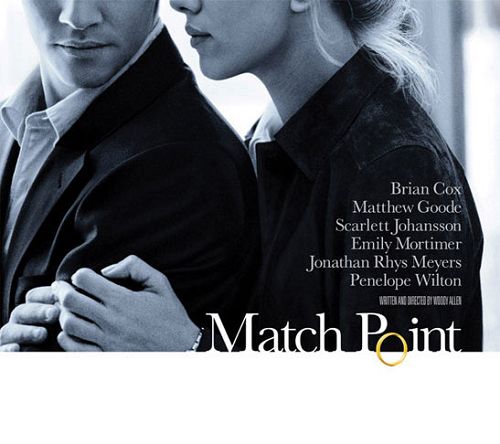 Brian Cox
Matthew Goode
Scarlett Johansson
Emily Mortimer
Jonathan Rhys Meyers
Penelope Wilton
WRITTEN AND DIRECTED BY WOODY ALLEN
Match Point